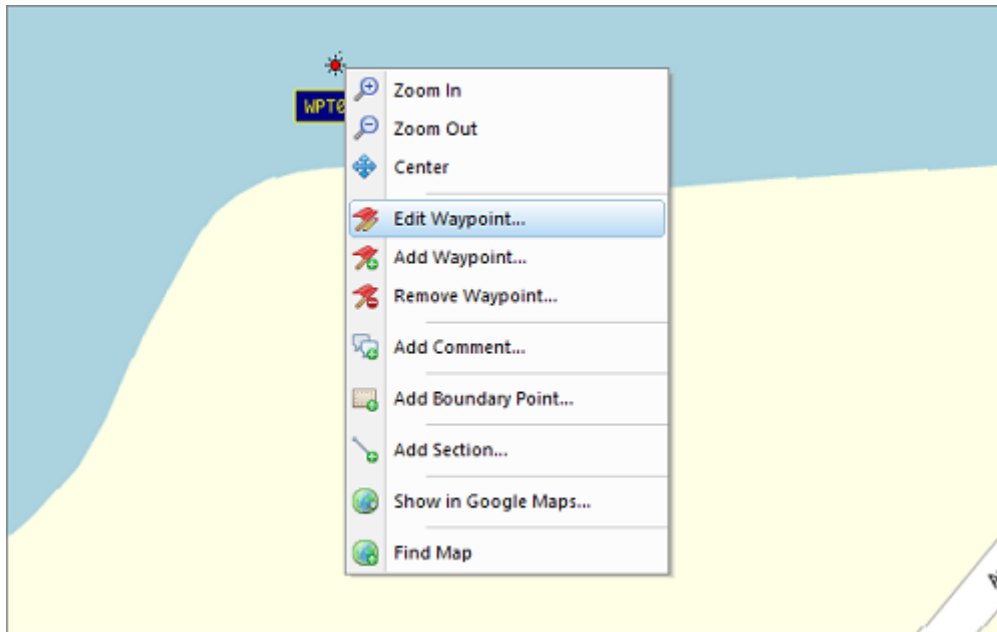 WPT0
Zoom In
Zoom Out
Center
Edit Waypoint...
Add Waypoint...
Remove Waypoint...
Add Comment...
Add Boundary Point...
Add Section...
Show in Google Maps...
Find Map